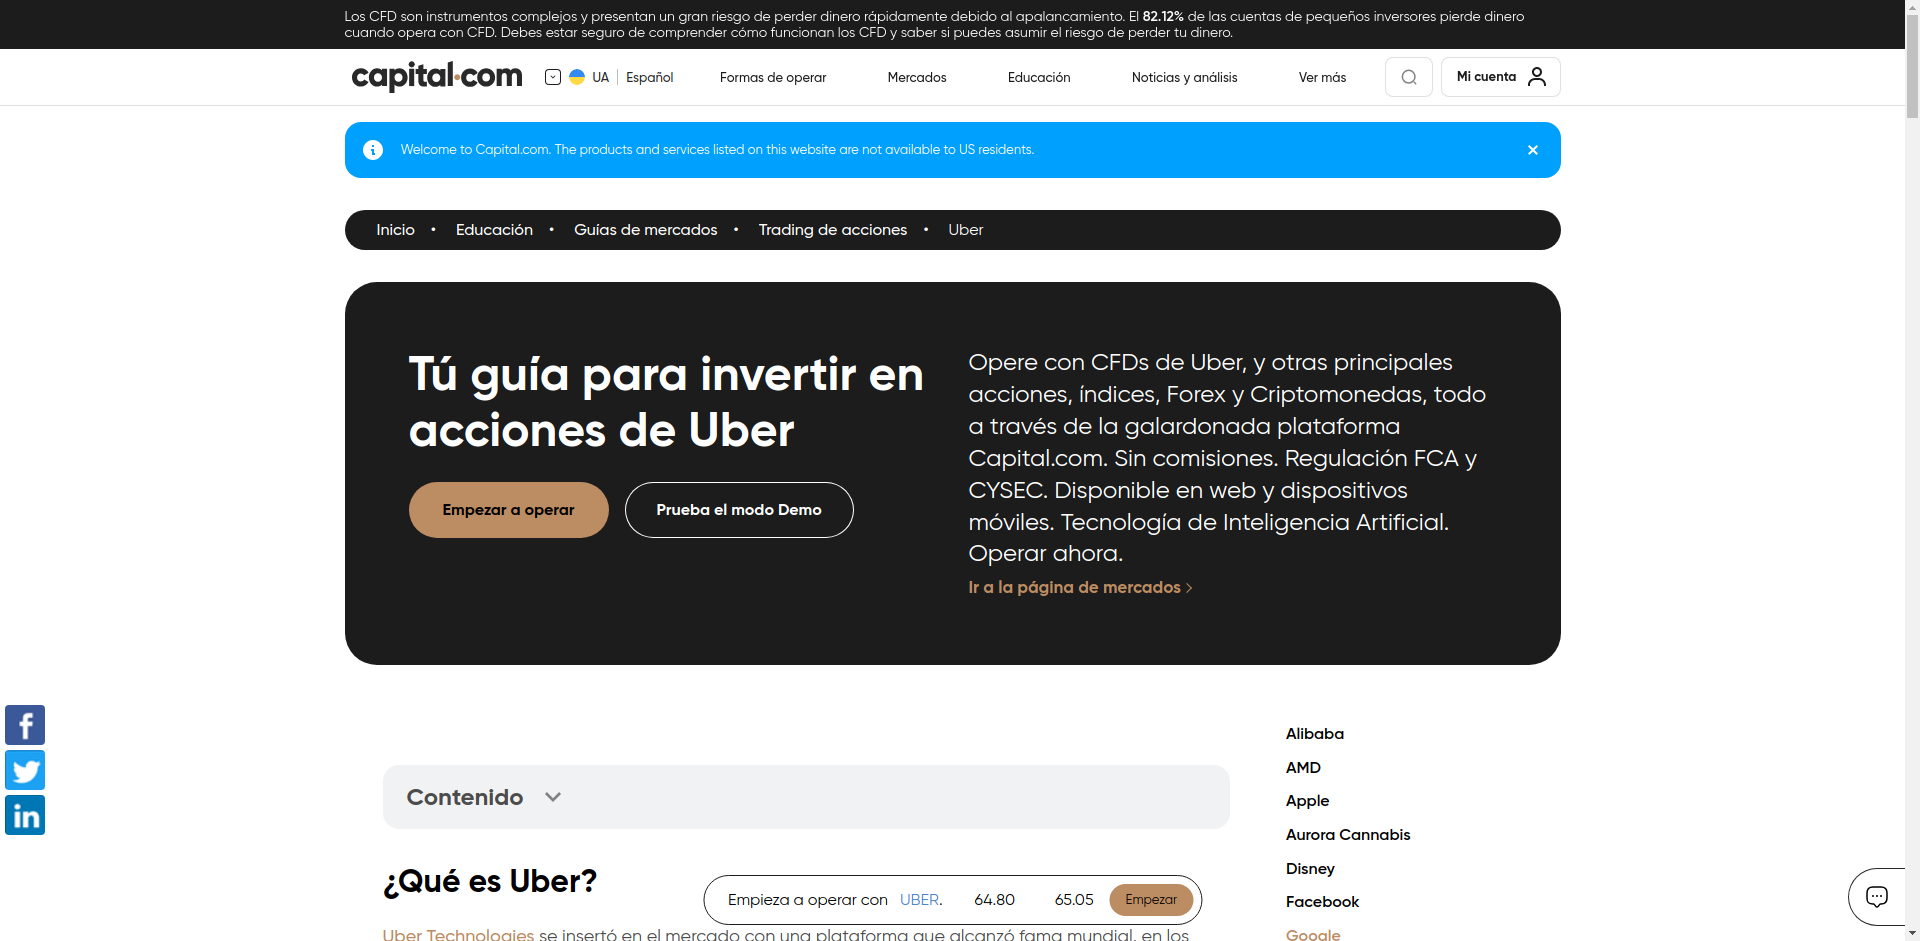 Los CFD son instrumentos complejos y presentan un gran riesgo de perder dinero rápidamente debido al apalancamiento. El 82.12% de las cuentas de pequeños inversores pierde dinero
cuando opera con CFD. Debes estar seguro de comprender cómo funcionan los CFD y saber si puedes asumir el riesgo de perder tu dinero.
capital.com UA Español Formas de operar Mercados Educación Noticias y análisis Ver más Mi cuenta
Welcome to Capital.com. The products and services listed on this website are not available to US residents.
Inicio • Educación • Guías de mercados • Trading de acciones • Uber
Tú guía para invertir en
acciones de Uber
Empezar a operar Prueba el modo Demo
Opere con CFDs de Uber, y otras principales
acciones, índices, Forex y Criptomonedas, todo
a través de la galardonada plataforma
Capital.com. Sin comisiones. Regulación FCA y
CYSEC. Disponible en web y dispositivos
móviles. Tecnología de Inteligencia Artificial.
Operar ahora.
Ir a la página de mercados
Contenido
¿Qué es Uber?
Empieza a operar con UBER. 64.80 65.05 Empezar
Uber Technologies se insertó en el mercado con una plataforma que alcanzó fama mundial, en los
Alibaba
AMD
Apple
Aurora Cannabis
Disney
Facebook
Google